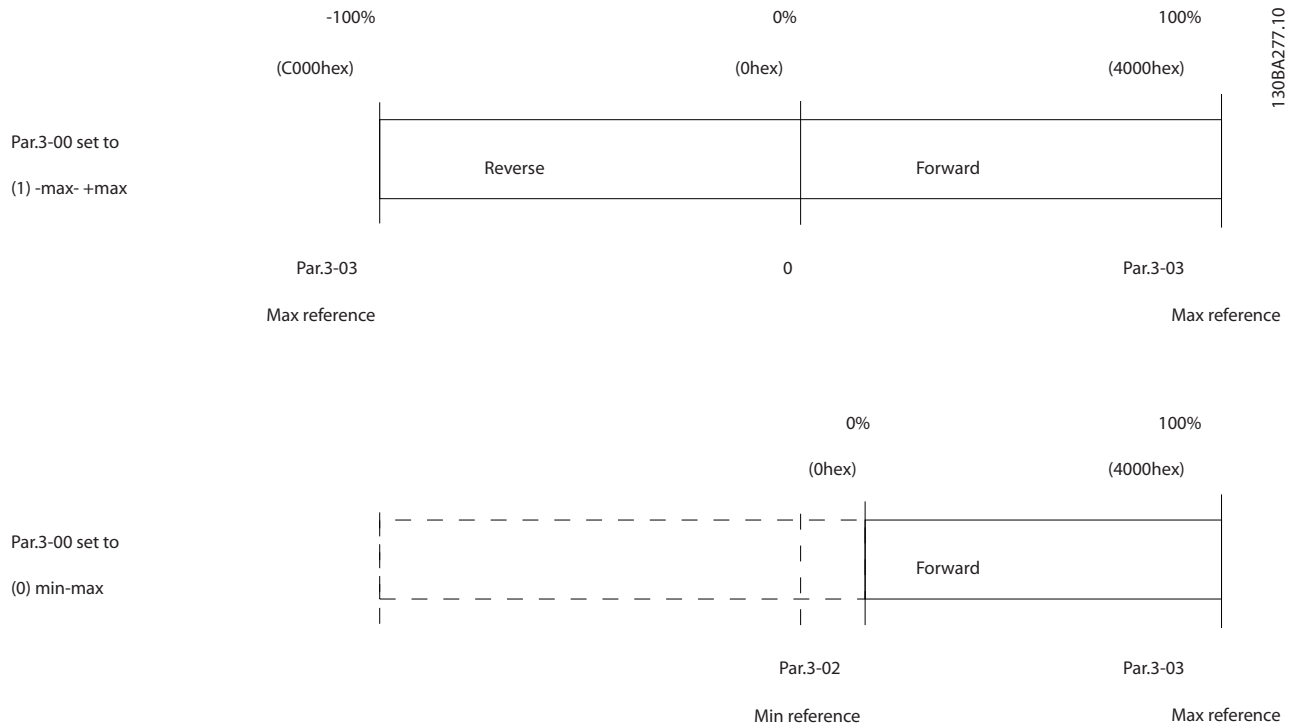 -100% 0% 100%
(C000hex) (0hex) (4000hex)
130BA277.10
Par.3-00 set to
(1) -max- +max
Reverse Forward
Par.3-03 0 Par.3-03
Max reference Max reference
0% 100%
(0hex) (4000hex)
Par.3-00 set to
(0) min-max
Forward
Par.3-02 Par.3-03
Min reference Max reference